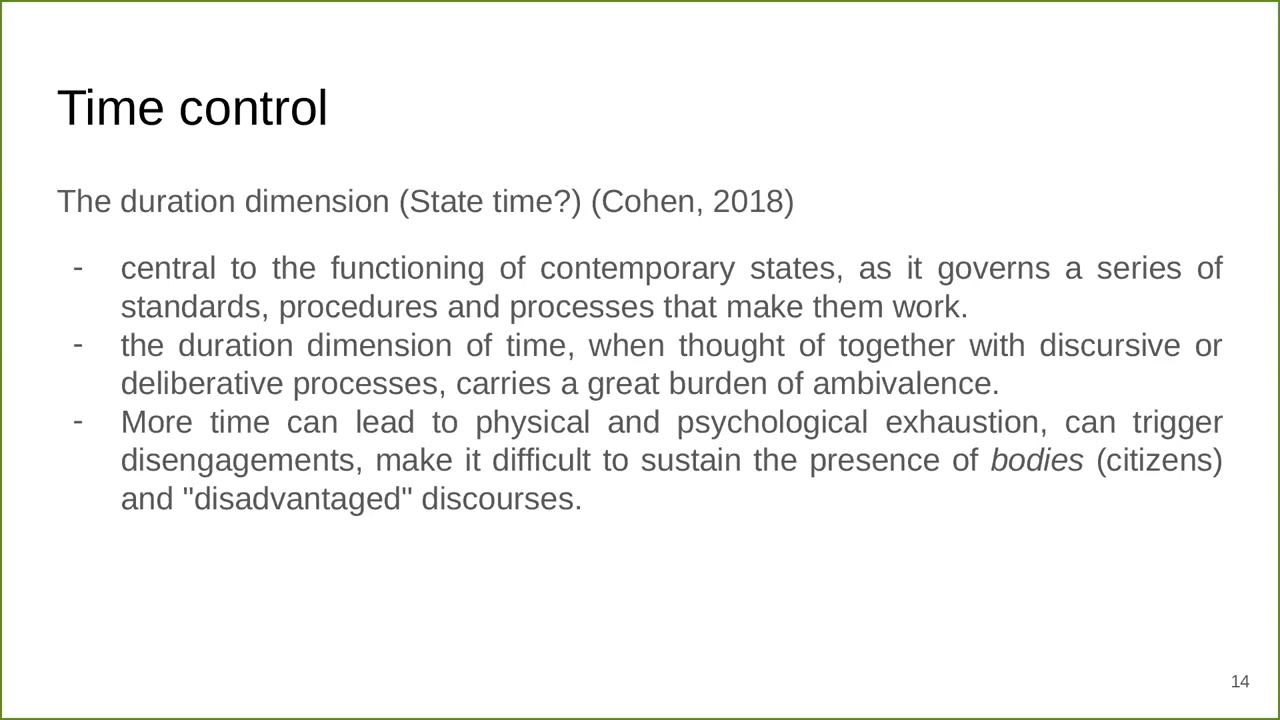 Time control
The duration dimension (State time?) (Cohen, 2018)
- central to the functioning of contemporary states, as it governs a series of
standards, procedures and processes that make them work.
- the duration dimension of time, when thought of together with discursive or
deliberative processes, carries a great burden of ambivalence.
- More time can lead to physical and psychological exhaustion, can trigger
disengagements, make it difficult to sustain the presence of bodies (citizens)
and "disadvantaged" discourses.
14